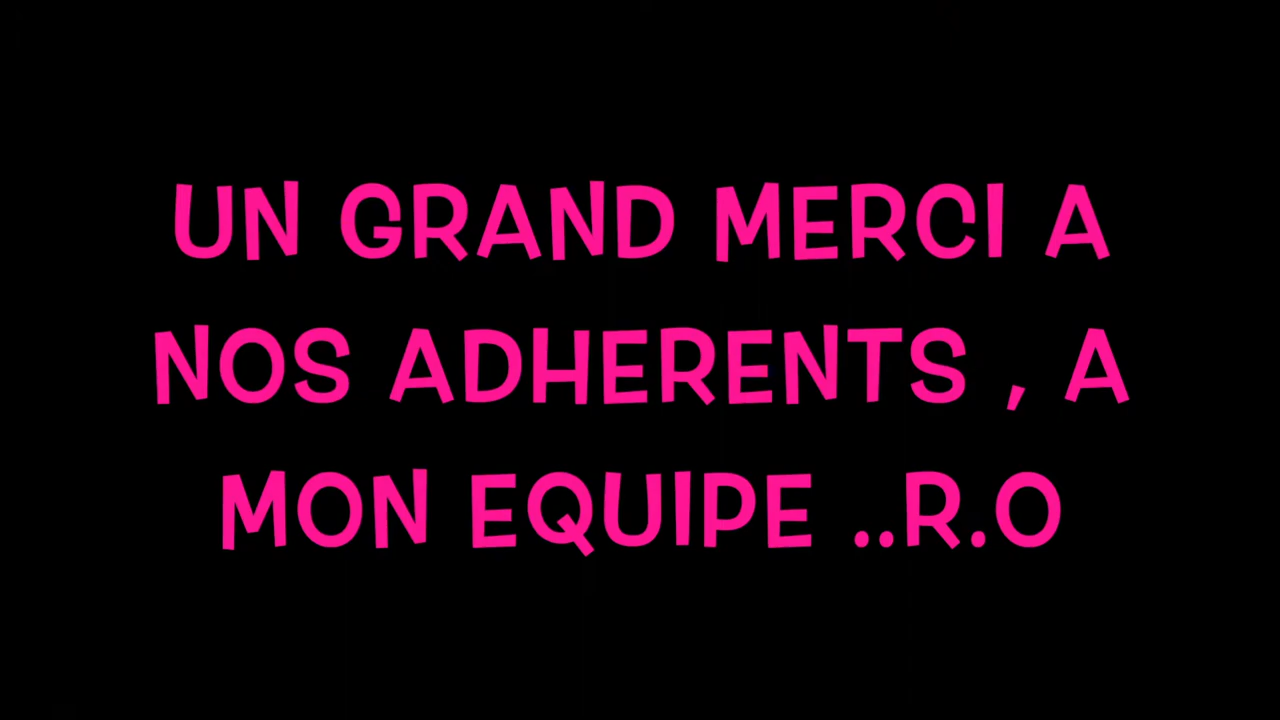 UN GRAND MERCI A
NOS ADHERENTS , A
MON EQUIPE ..R.O